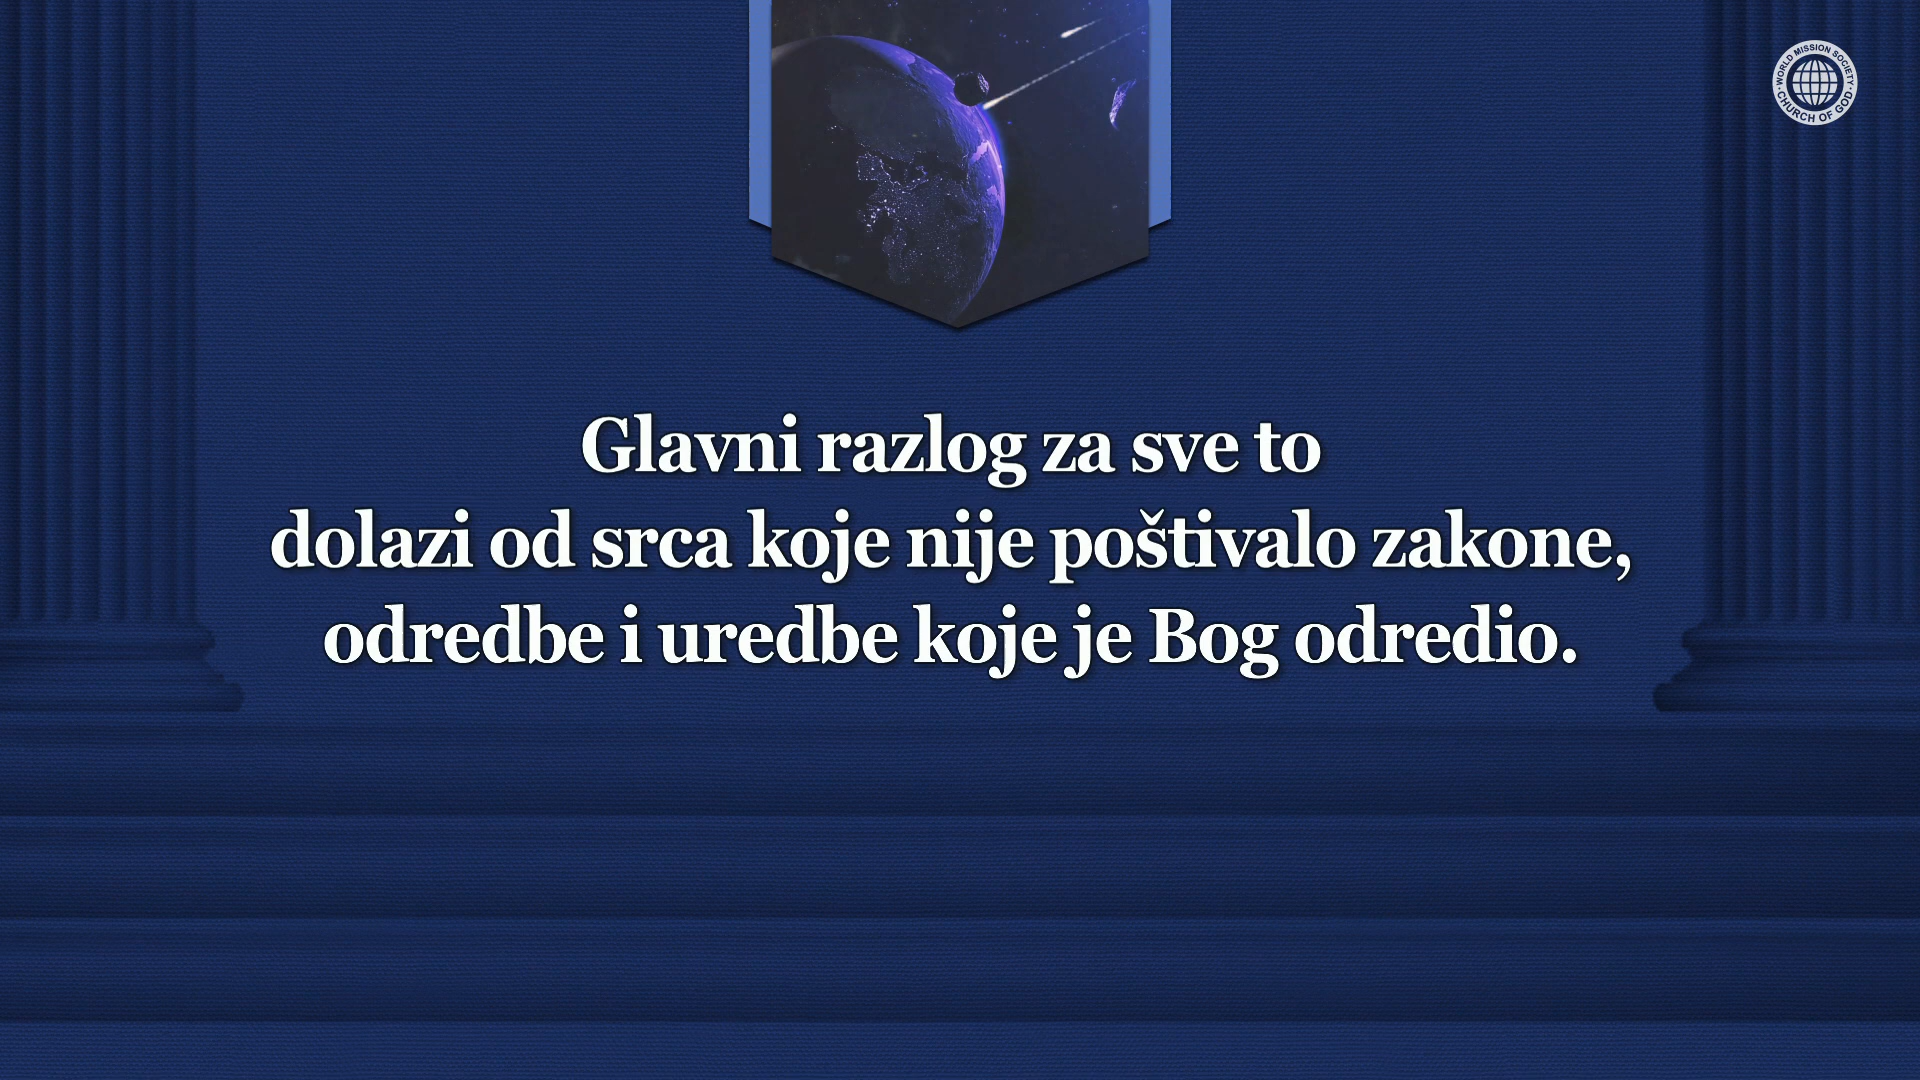 WORLD MISSION SOCIETY
CHURCH OF GOD
Glavni razlog za sve to
dolazi od srca koje nije poštivalo zakone,
odredbe i uredbe koje je Bog odredio.